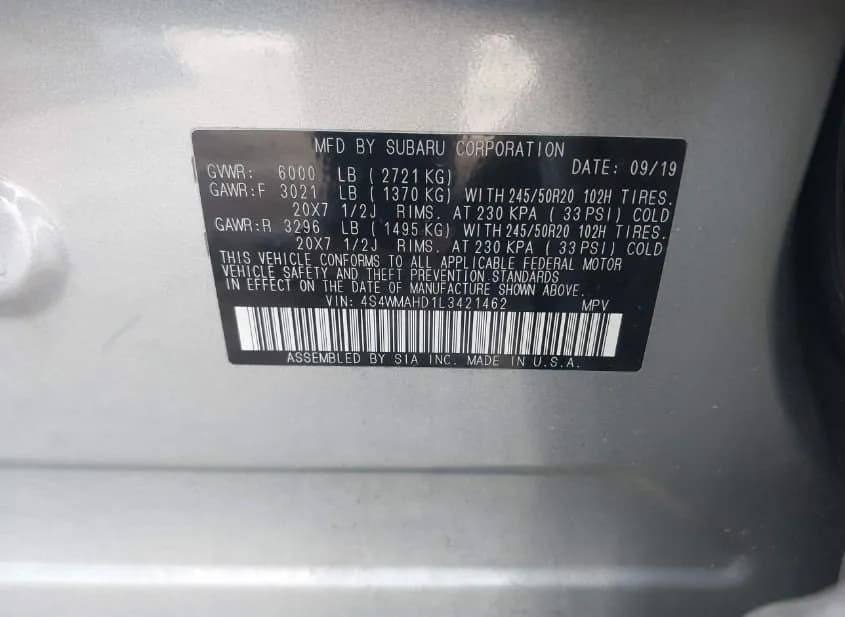 MFD BY SUBARU CORPORATION
GVWR: 6000 LB ( 2721 KG) DATE: 09/19
GAWR:F 3021 LB ( 1370 KG) WITH 245/50R20 102H TIRES.
20X7 1/2J RIMS. AT 230 KPA ( 33 PSI) COLD
GAWR:R 3296 LB ( 1495 KG) WITH 245/50R20 102H TIRES.
20X7 1/2J RIMS. AT 230 KPA ( 33 PSI) COLD
THIS VEHICLE CONFORMS TO ALL APPLICABLE FEDERAL MOTOR
VEHICLE SAFETY AND THEFT PREVENTION STANDARDS
IN EFFECT ON THE DATE OF MANUFACTURE SHOWN ABOVE.
VIN: 4S4WMAHD1L3421462 MPV
ASSEMBLED BY SIA INC. MADE IN U.S.A.